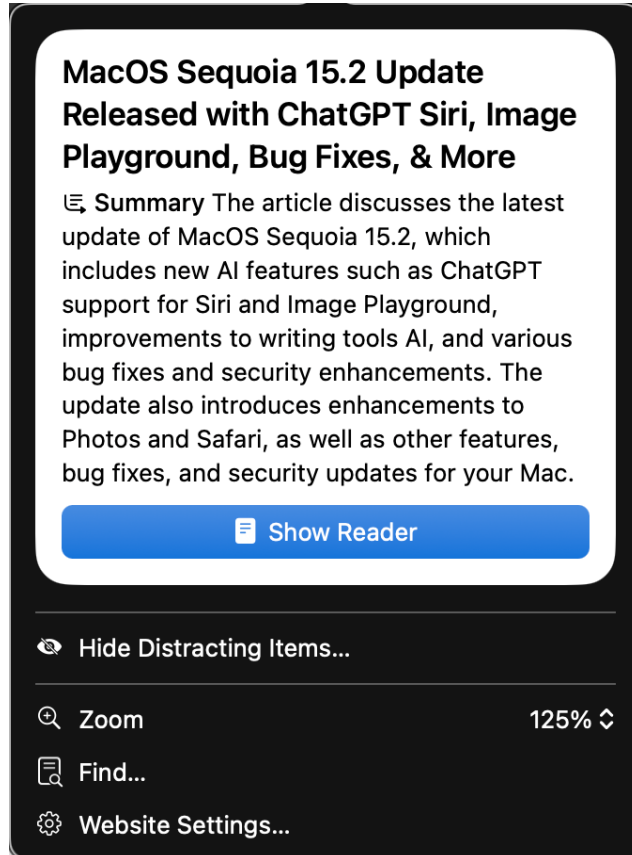 MacOS Sequoia 15.2 Update
Released with ChatGPT Siri, Image
Playground, Bug Fixes, & More
Summary The article discusses the latest
update of MacOS Sequoia 15.2, which
includes new AI features such as ChatGPT
support for Siri and Image Playground,
improvements to writing tools AI, and various
bug fixes and security enhancements. The
update also introduces enhancements to
Photos and Safari, as well as other features,
bug fixes, and security updates for your Mac.
Show Reader
Hide Distracting Items...
Zoom 125%
Find...
Website Settings...